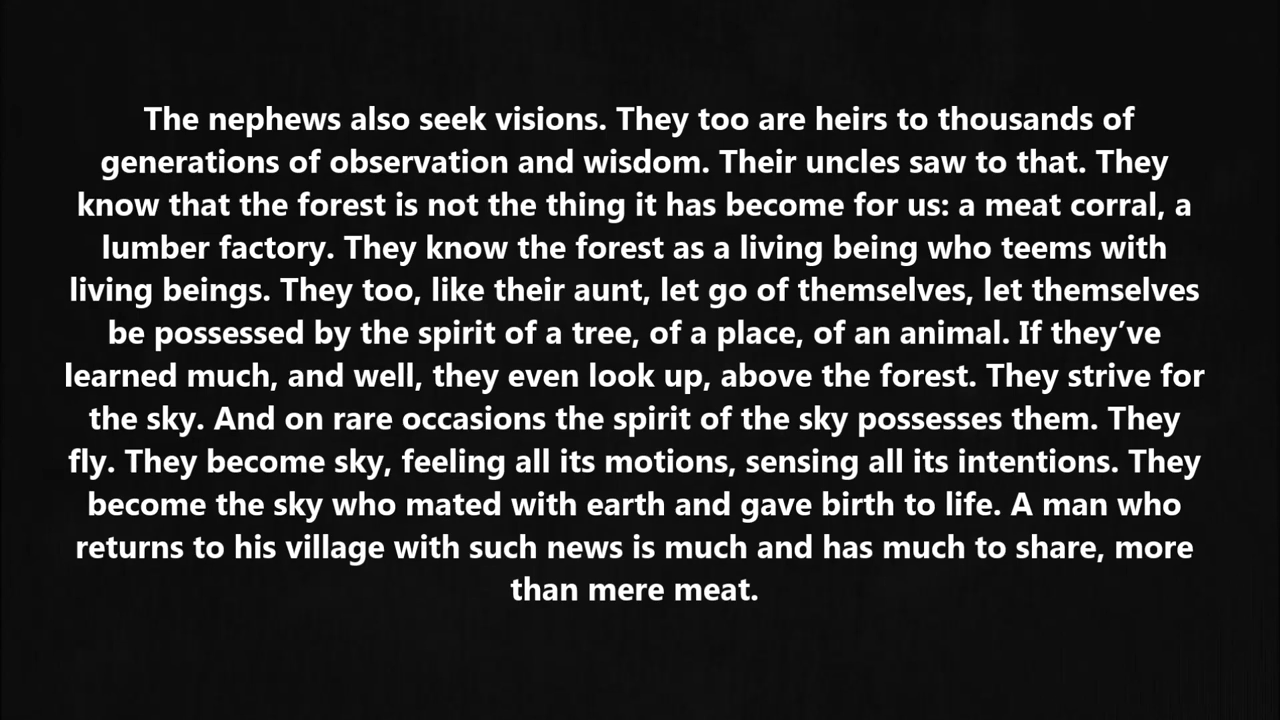 The nephews also seek visions. They too are heirs to thousands of
generations of observation and wisdom. Their uncles saw to that. They
know that the forest is not the thing it has become for us: a meat corral, a
lumber factory. They know the forest as a living being who teems with
living beings. They too, like their aunt, let go of themselves, let themselves
be possessed by the spirit of a tree, of a place, of an animal. If they’ve
learned much, and well, they even look up, above the forest. They strive for
the sky. And on rare occasions the spirit of the sky possesses them. They
fly. They become sky, feeling all its motions, sensing all its intentions. They
become the sky who mated with earth and gave birth to life. A man who
returns to his village with such news is much and has much to share, more
than mere meat.